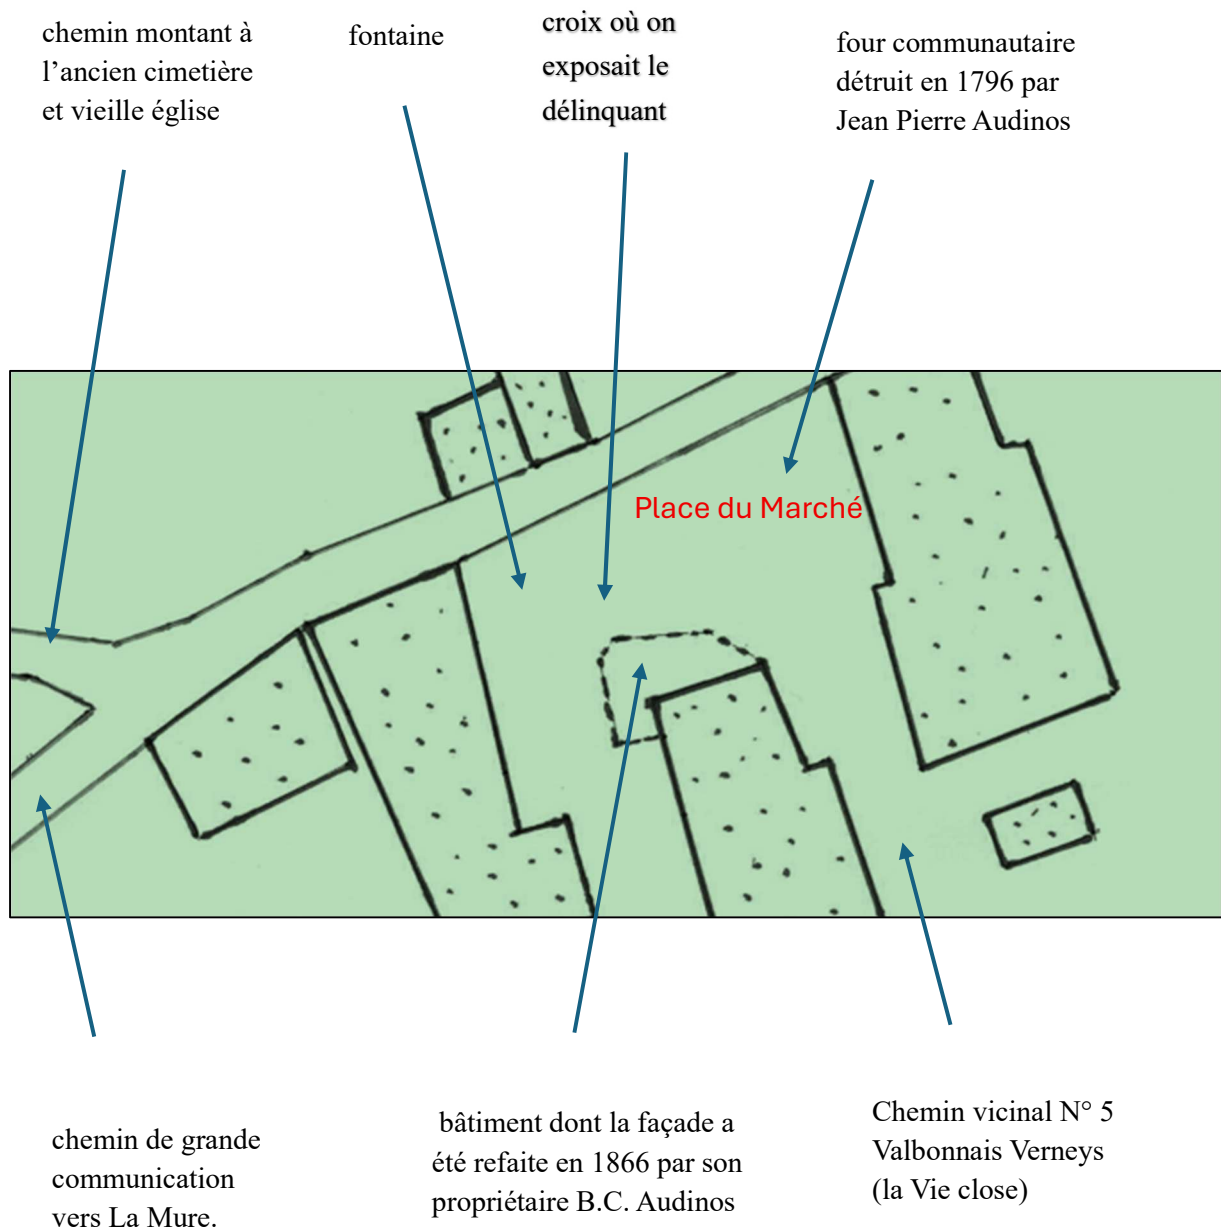 chemin montant à
l’ancien cimetière
et vieille église
fontaine
croix où on
exposait le
délinquant
four communautaire
détruit en 1796 par
Jean Pierre Audinos
Place du Marché
chemin de grande
communication
vers La Mure.
bâtiment dont la façade a
été refaite en 1866 par son
propriétaire B.C. Audinos
Chemin vicinal N° 5
Valbonnais Verneys
(la Vie close)